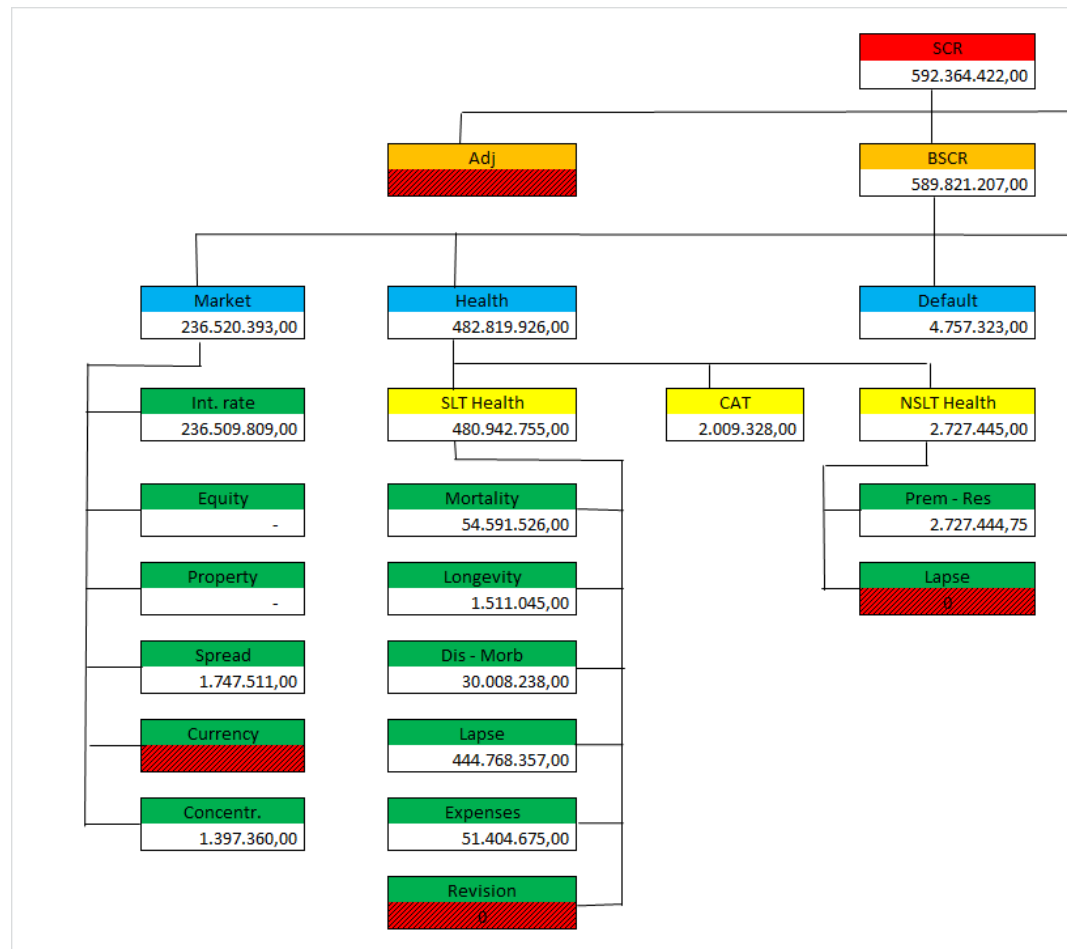 SCR
592.364.422,00
Adj
BSCR
589.821.207,00
Market
236.520.393,00
Health
482.819.926,00
Default
4.757.323,00
Int. rate
236.509.809,00
SLT Health
480.942.755,00
CAT
2.009.328,00
NSLT Health
2.727.445,00
Equity
-
Mortality
54.591.526,00
Prem - Res
2.727.444,75
Property
-
Longevity
1.511.045,00
Lapse
0
Spread
1.747.511,00
Dis - Morb
30.008.238,00
Currency
Lapse
444.768.357,00
Concentr.
1.397.360,00
Expenses
51.404.675,00
Revision
0